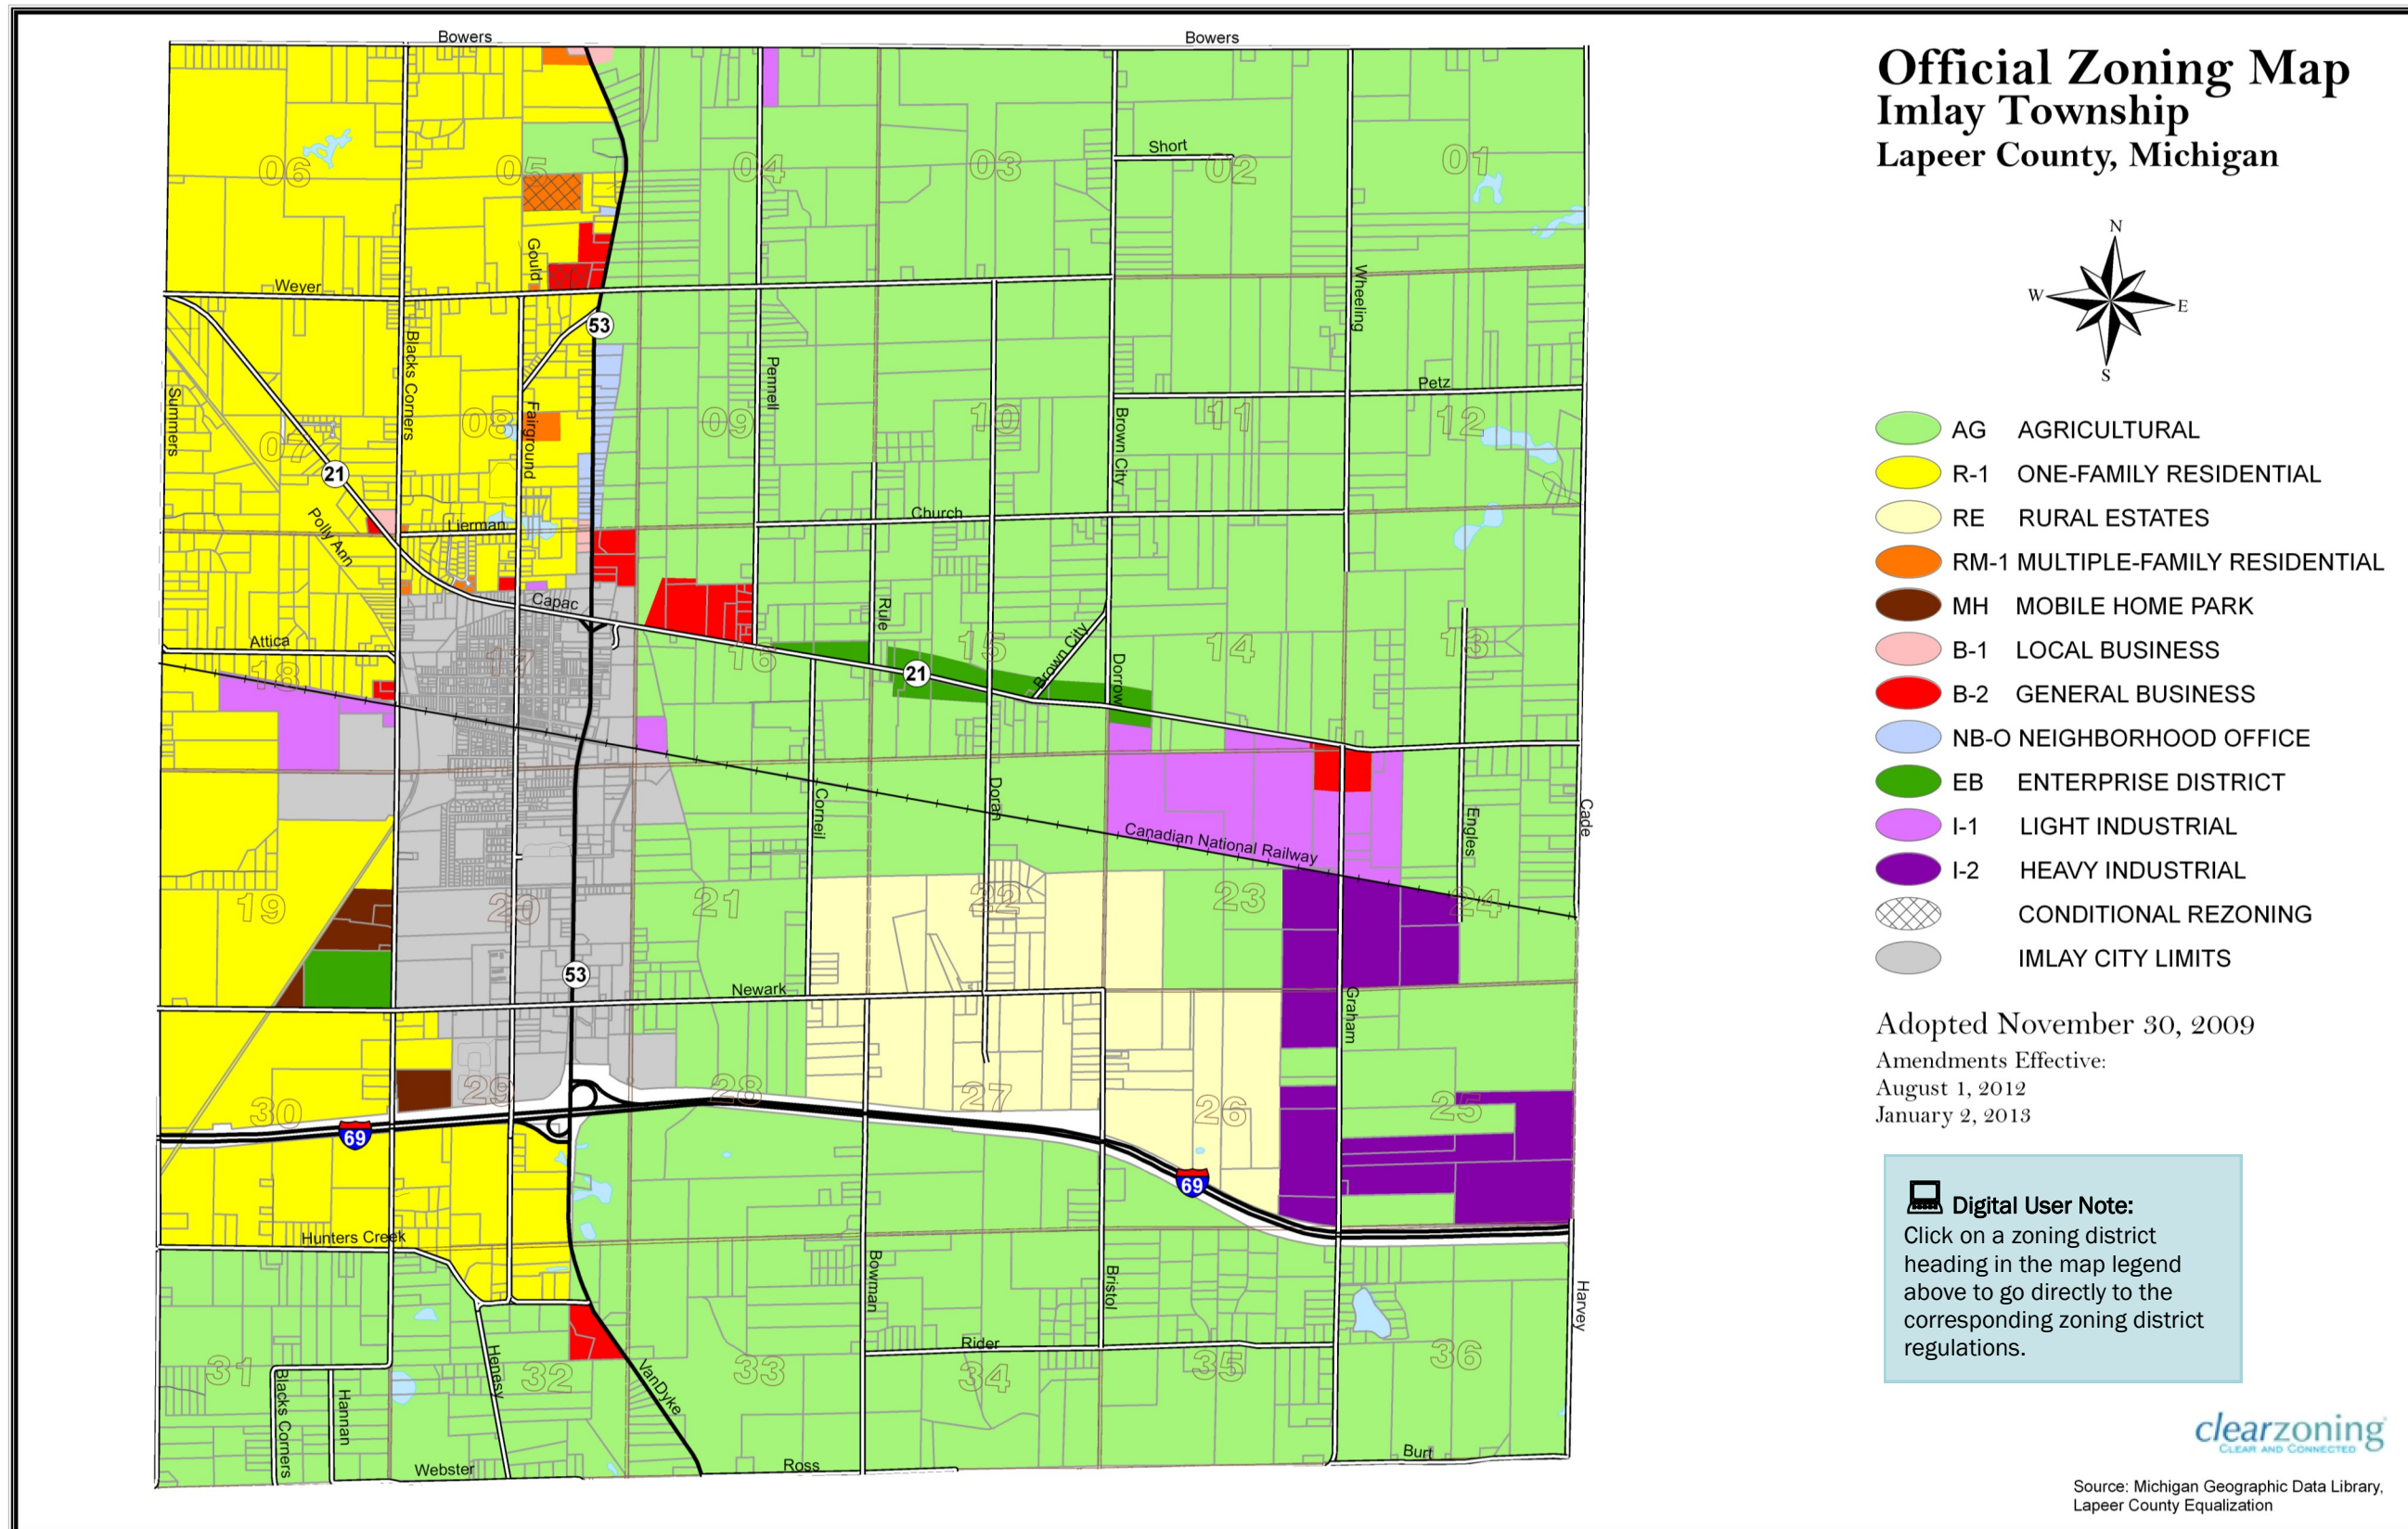 Official Zoning Map
Imlay Township
Lapeer County, Michigan
N
W
E
S
AG AGRICULTURAL
R-1 ONE-FAMILY RESIDENTIAL
RE RURAL ESTATES
RM-1 MULTIPLE-FAMILY RESIDENTIAL
MH MOBILE HOME PARK
B-1 LOCAL BUSINESS
B-2 GENERAL BUSINESS
NB-O NEIGHBORHOOD OFFICE
EB ENTERPRISE DISTRICT
I-1 LIGHT INDUSTRIAL
I-2 HEAVY INDUSTRIAL
CONDITIONAL REZONING
IMLAY CITY LIMITS
Adopted November 30, 2009
Amendments Effective:
August 1, 2012
January 2, 2013
Digital User Note:
Click on a zoning district
heading in the map legend
above to go directly to the
corresponding zoning district
regulations.
clearzoning
CLEAR AND CONNECTED
Source: Michigan Geographic Data Library,
Lapeer County Equalization
Bowers
Bowers
Short
06
05
04
03
02
01
Gould
Weyer
Wheeling
53
Blacks Corners
Summers
Pennell
Petz
Fairground
Brown City
07
08
09
10
11
12
21
Polly Ann
Lierman
Church
Capac
Rule
Attica
Brown City
Dorrow
18
17
16
15
14
13
21
Corneil
Doran
Engles
Cade
Canadian National Railway
19
20
21
22
23
24
53
Newark
Graham
30
29
28
27
26
25
69
69
Hunters Creek
Bowman
Bristol
Harvey
Rider
Henesy
VanDyke
31
32
33
34
35
36
Blacks Corners
Hannan
Webster
Ross
Burt